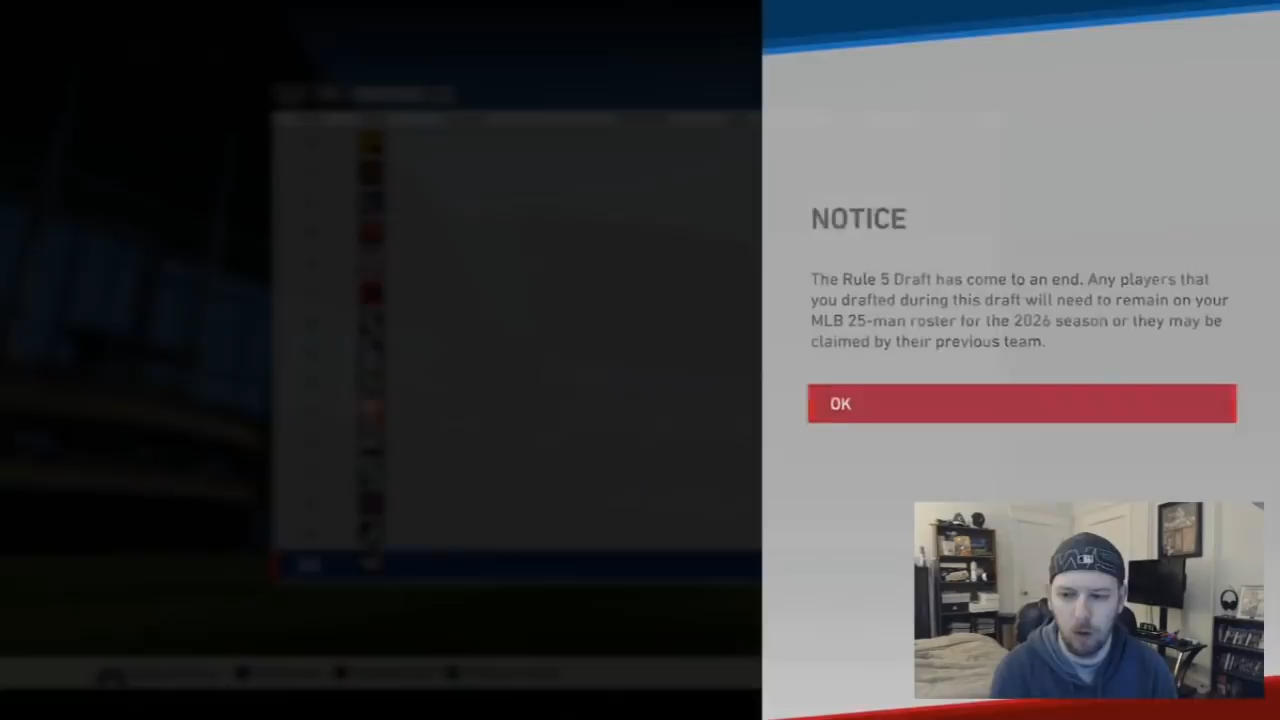 NOTICE
The Rule 5 Draft has come to an end. Any players that
you drafted during this draft will need to remain on your
MLB 25-man roster for the 2026 season or they may be
claimed by their previous team.
OK